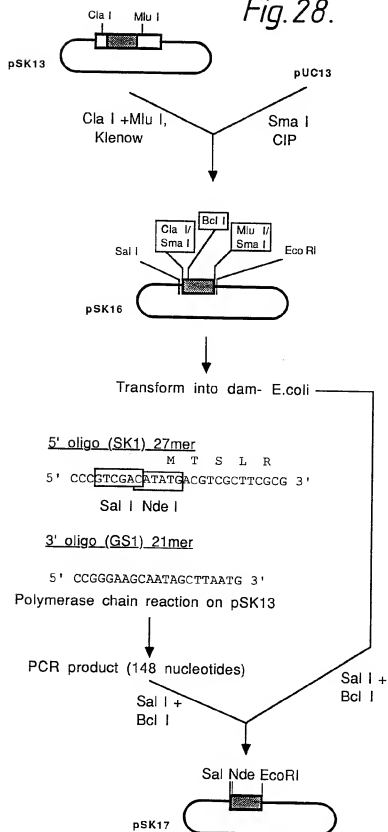 Fig. 28.
Cla I Mlu I
pSK13
pUC13
Cla I +Mlu I,
Klenow
Sma I
CIP
Bcl I
Cla I/
Sma I
Mlu I/
Sma I
Sal I
Eco RI
pSK16
Transform into dam- E.coli
5' oligo (SK1) 27mer
M T S L R
5' CCCGTCGACATATGACGTCGCTTCGCG 3'
Sal I Nde I
3' oligo (GS1) 21mer
5' CCGGGAAGCAATAGCTTAATG 3'
Polymerase chain reaction on pSK13
PCR product (148 nucleotides)
Sal I +
Bcl I
Sal I +
Bcl I
Sal Nde EcoRI
pSK17